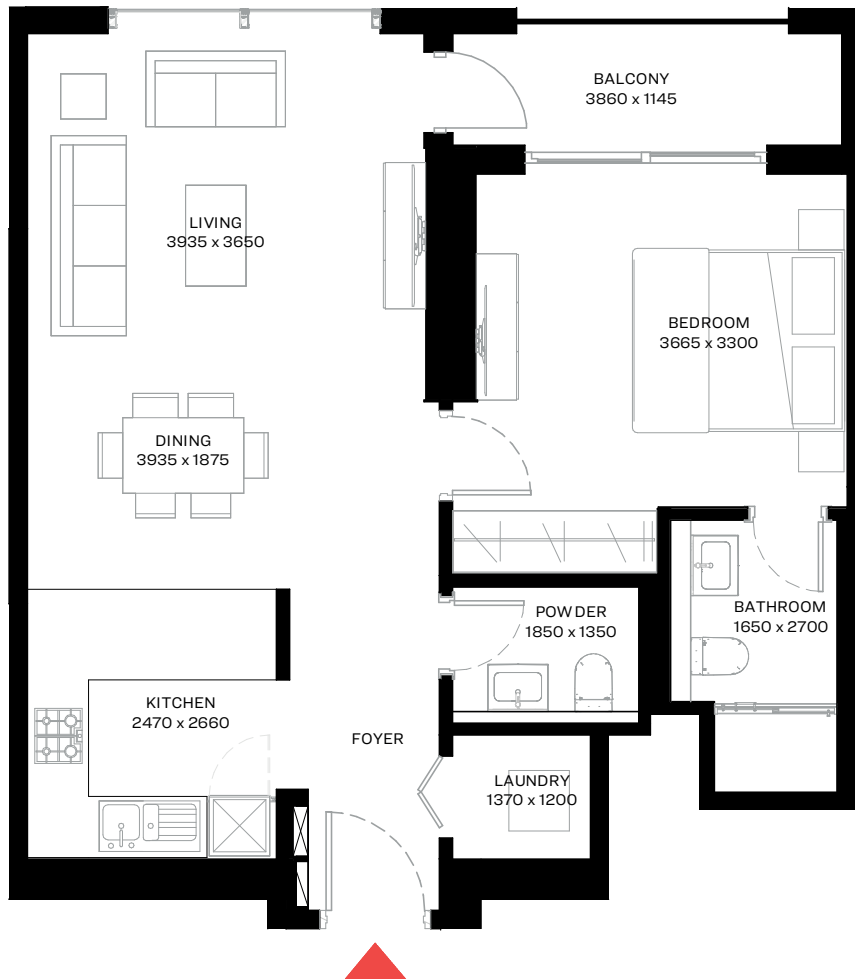 BALCONY
3860 x 1145
LIVING
3935 x 3650
BEDROOM
3665 x 3300
DINING
3935 x 1875
POWDER
1850 x 1350
BATHROOM
1650 x 2700
KITCHEN
2470 x 2660
FOYER
LAUNDRY
1370 x 1200